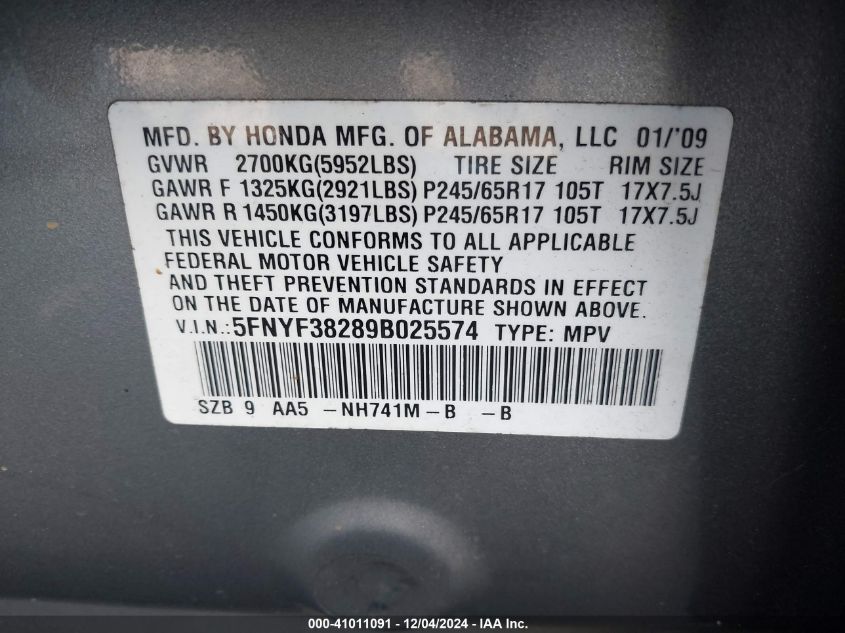 MFD. BY HONDA MFG. OF ALABAMA, LLC 01/'09
GVWR 2700KG(5952LBS) TIRE SIZE RIM SIZE
GAWR F 1325KG(2921LBS) P245/65R17 105T 17X7.5J
GAWR R 1450KG(3197LBS) P245/65R17 105T 17X7.5J
THIS VEHICLE CONFORMS TO ALL APPLICABLE
FEDERAL MOTOR VEHICLE SAFETY
AND THEFT PREVENTION STANDARDS IN EFFECT
ON THE DATE OF MANUFACTURE SHOWN ABOVE.
V.I.N.:5FNYF38289B025574 TYPE: MPV
SZB 9 AA5 -NH741M-B -B
000-41011091 - 12/04/2024 - IAA Inc.